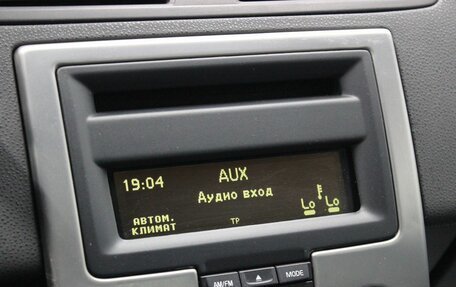 19:04 AUX
Аудио вход
Lo Lo
АВТОМ.
КЛИМАТ TP
AM/FM MODE